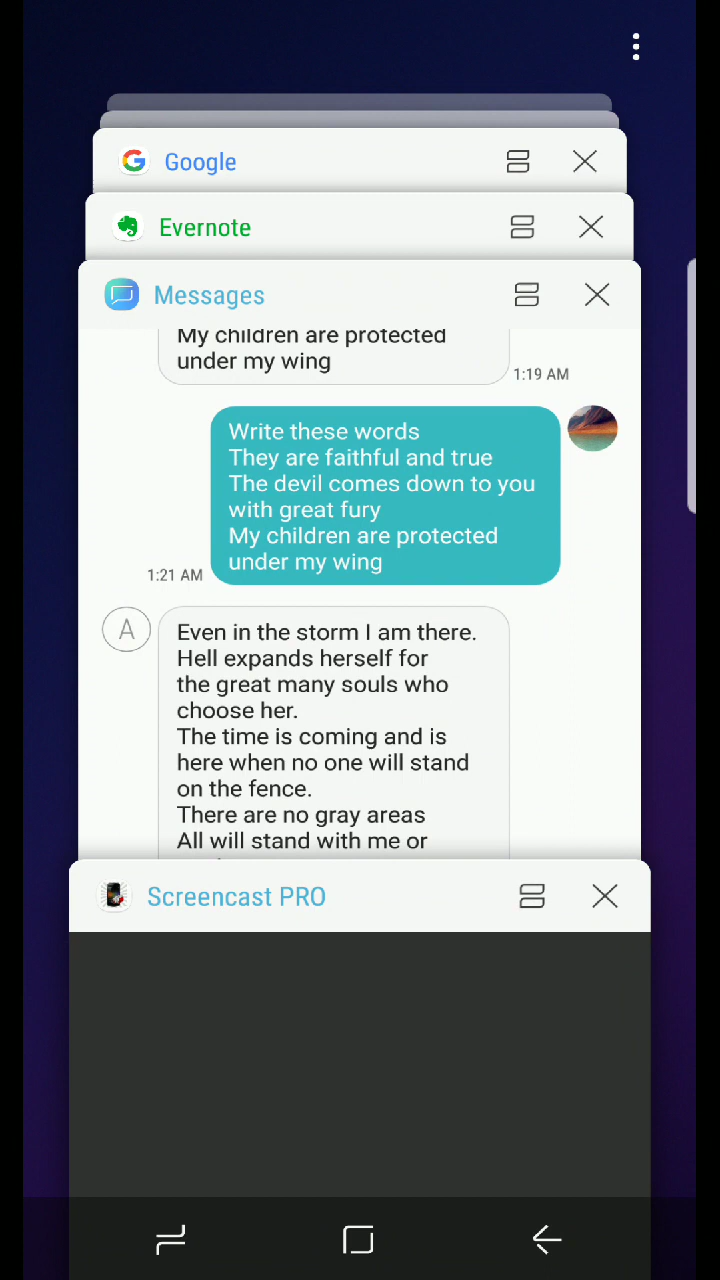 Google
Evernote
Messages
My children are protected
under my wing
1:19 AM
Write these words
They are faithful and true
The devil comes down to you
with great fury
My children are protected
under my wing
1:21 AM
A
Even in the storm I am there.
Hell expands herself for
the great many souls who
choose her.
The time is coming and is
here when no one will stand
on the fence.
There are no gray areas
All will stand with me or
Screencast PRO